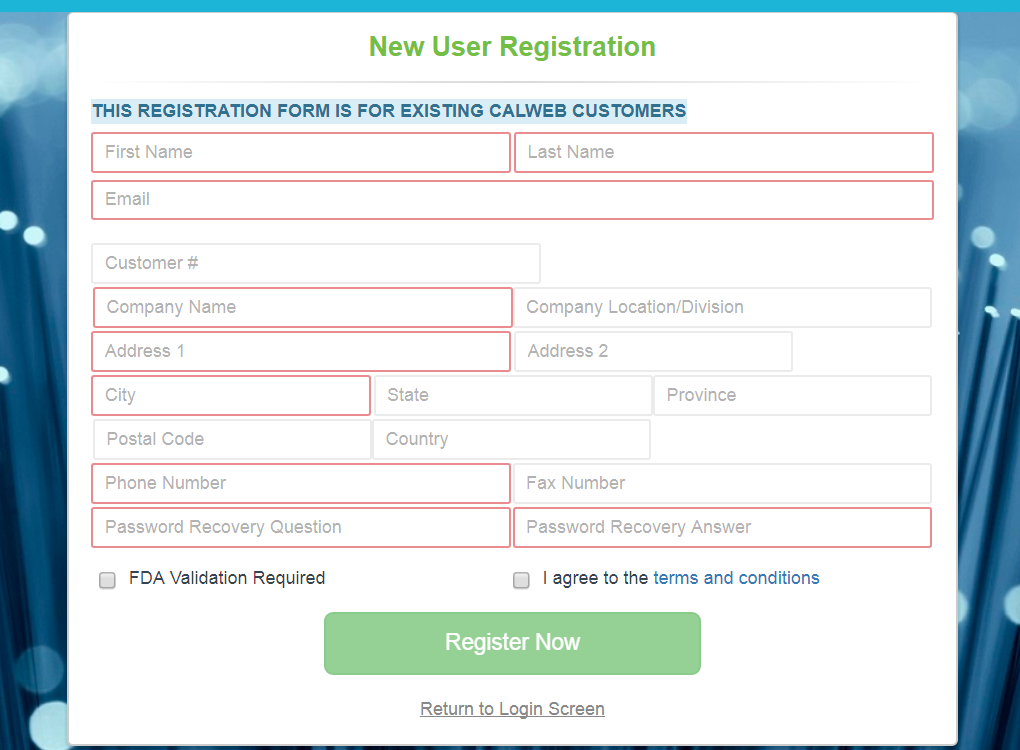 New User Registration
THIS REGISTRATION FORM IS FOR EXISTING CALWEB CUSTOMERS
First Name Last Name
Email
Customer #
Company Name Company Location/Division
Address 1 Address 2
City State Province
Postal Code Country
Phone Number Fax Number
Password Recovery Question Password Recovery Answer
FDA Validation Required I agree to the terms and conditions
Register Now
Return to Login Screen